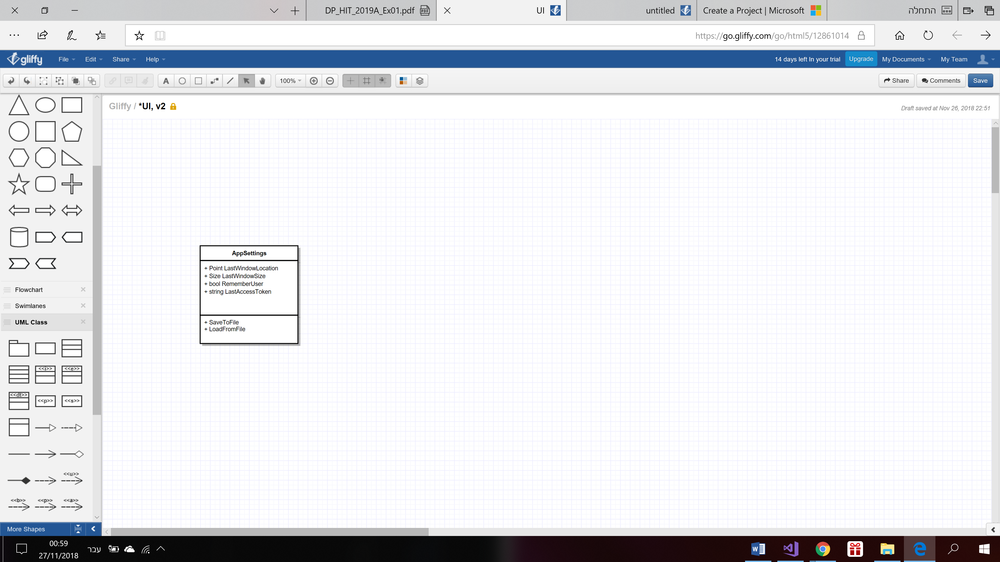 DP_HIT_2019A_Ex01.pdf
PDF
UI
untitled
Create a Project | Microsoft
התחלה
https://go.gliffy.com/go/html5/12861014
gliffy
File
Edit
Share
Help
14 days left In your trial
Upgrade
My Documents
My Team
A
100%
Share
Comments
Save
Gliffy / *UI, v2
Draft saved at Nov 26, 2018 22:51
AppSettings
+ Point LastWindowLocation
+ Size LastWindowSize
+ bool RememberUser
+ string LastAccessToken
+ SaveToFile
+ LoadFromFile
Flowchart
Swimlanes
UML Class
<<i>>
<<e>>
<<dt>>
<<p>>
<<s>>
<<u>>
<<b>>
<<p>>
<<a>>
More Shapes
00:59
27/11/2018
עבר